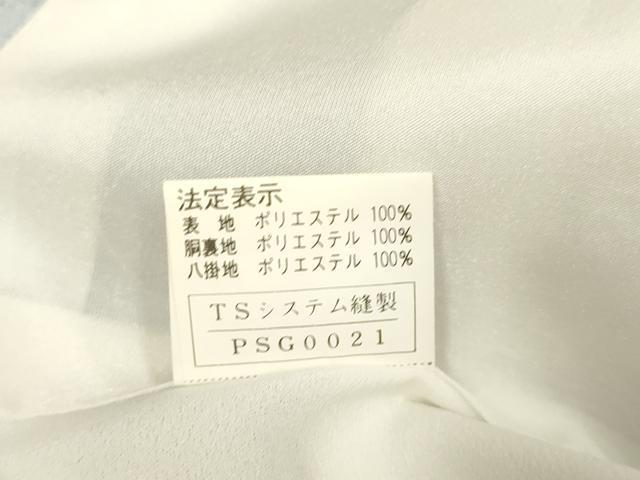 法定表示
表 地 ポリエステル 100%
胴裏地 ポリエステル 100%
八掛地 ポリエステル 100%
TSシステム縫製
PSG0021